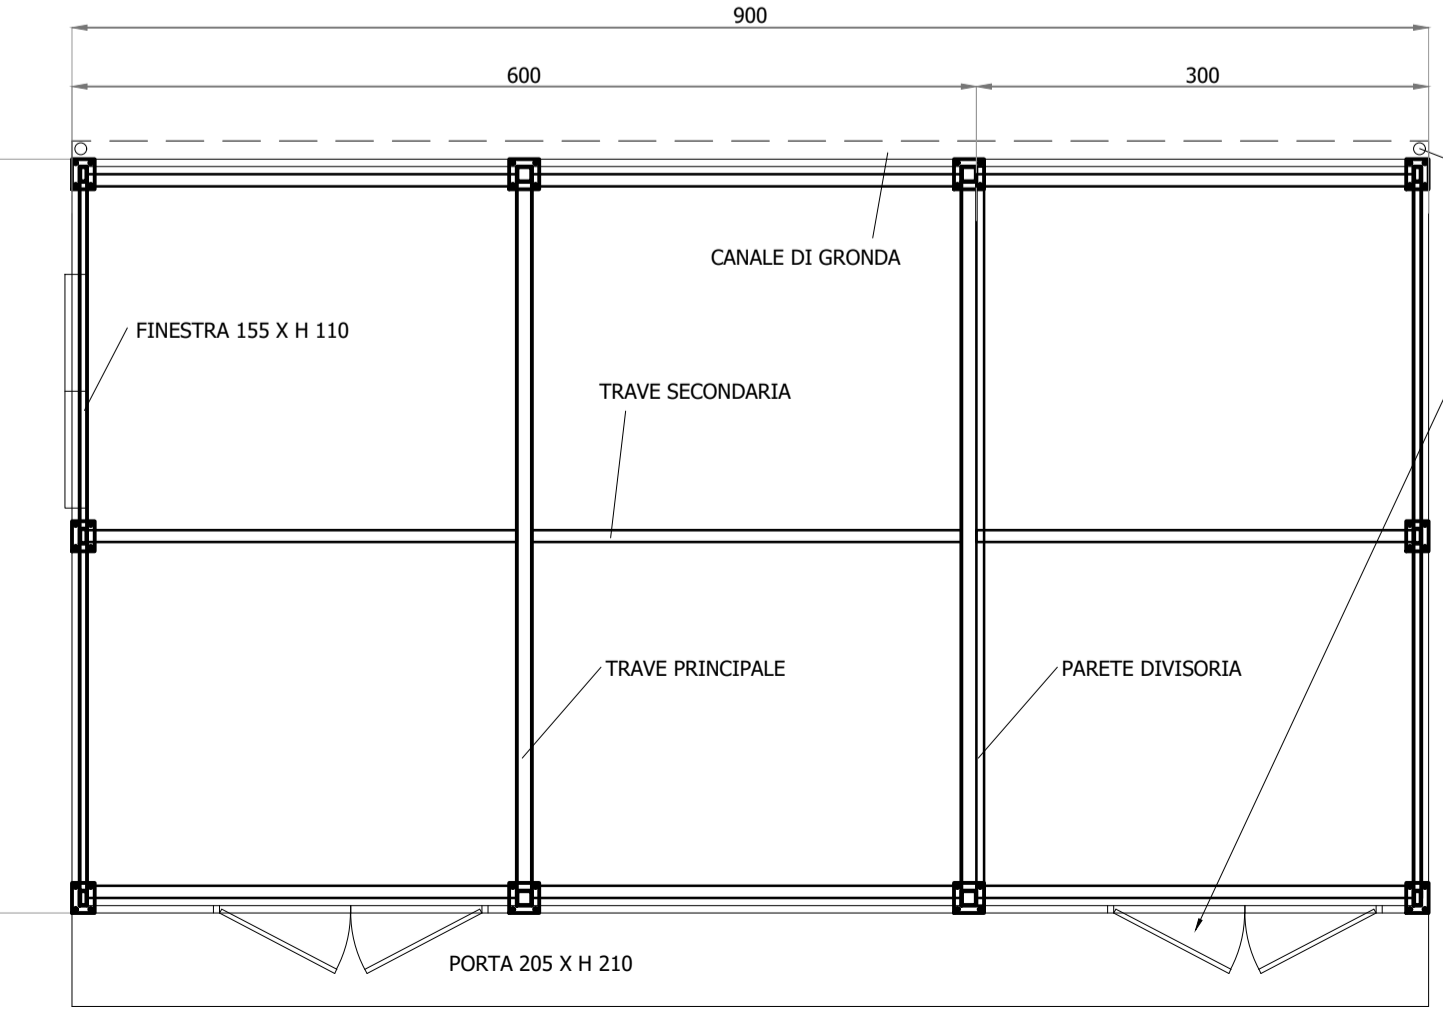 900
600
300
CANALE DI GRONDA
FINESTRA 155 X H 110
TRAVE SECONDARIA
TRAVE PRINCIPALE
PARETE DIVISORIA
PORTA 205 X H 210